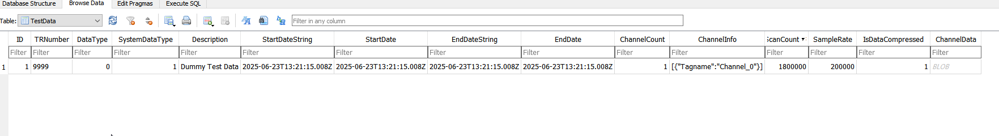 Database Structure Browse Data Edit Pragmas Execute SQL
Table: TestData Filter in any column
ID TRNumber DataType SystemDataType Description StartDateString StartDate EndDateString EndDate ChannelCount ChannelInfo ScanCount SampleRate IsDataCompressed ChannelData
Filter Filter Filter Filter Filter Filter Filter Filter Filter Filter Filter Filter Filter Filter Filter
1 1 9999 0 1 Dummy Test Data 2025-06-23T13:21:15.008Z 2025-06-23T13:21:15.008Z 2025-06-23T13:21:15.008Z 2025-06-23T13:21:15.008Z 1 [{"Tagname":"Channel_0"}] 1800000 200000 1 BLOB